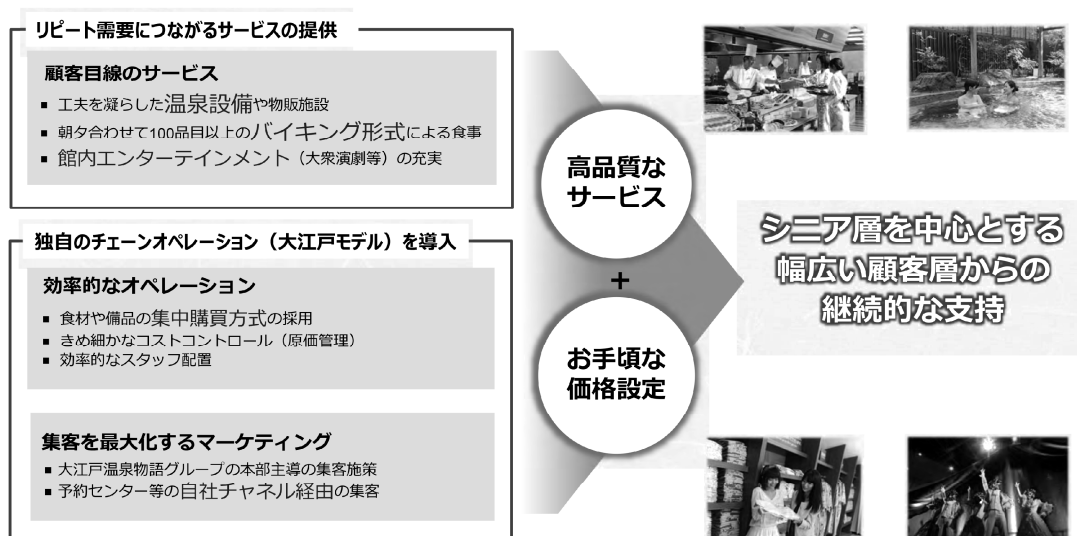 リピート需要につながるサービスの提供
顧客目線のサービス
▪ 工夫を凝らした温泉設備や物販施設
▪ 朝夕合わせて100品目以上のバイキング形式による食事
▪ 館内エンターテインメント（大衆演劇等）の充実
独自のチェーンオペレーション（大江戸モデル）を導入
効率的なオペレーション
▪ 食材や備品の集中購買方式の採用
▪ きめ細かなコストコントロール（原価管理）
▪ 効率的なスタッフ配置
集客を最大化するマーケティング
▪ 大江戸温泉物語グループの本部主導の集客施策
▪ 予約センター等の自社チャネル経由の集客
高品質な
サービス
+
お手頃な
価格設定
シニア層を中心とする
幅広い顧客層からの
継続的な支持